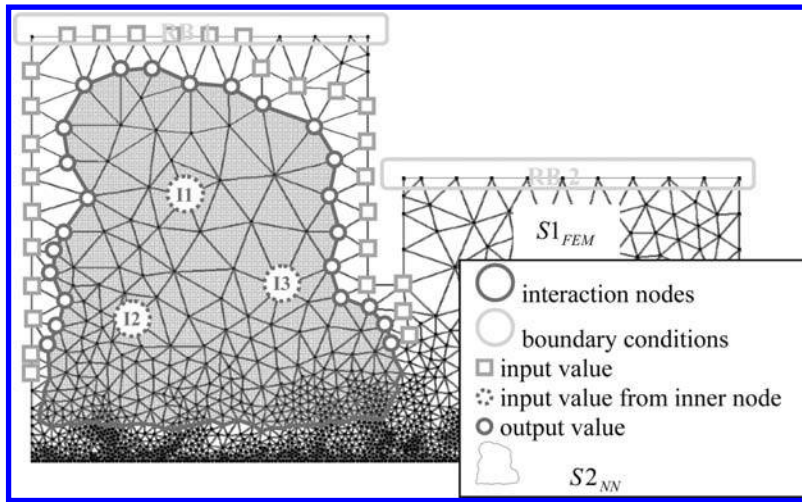 RB 1
RB 2
I1
S1FEM
I3
I2
interaction nodes
boundary conditions
input value
input value from inner node
output value
S2NN